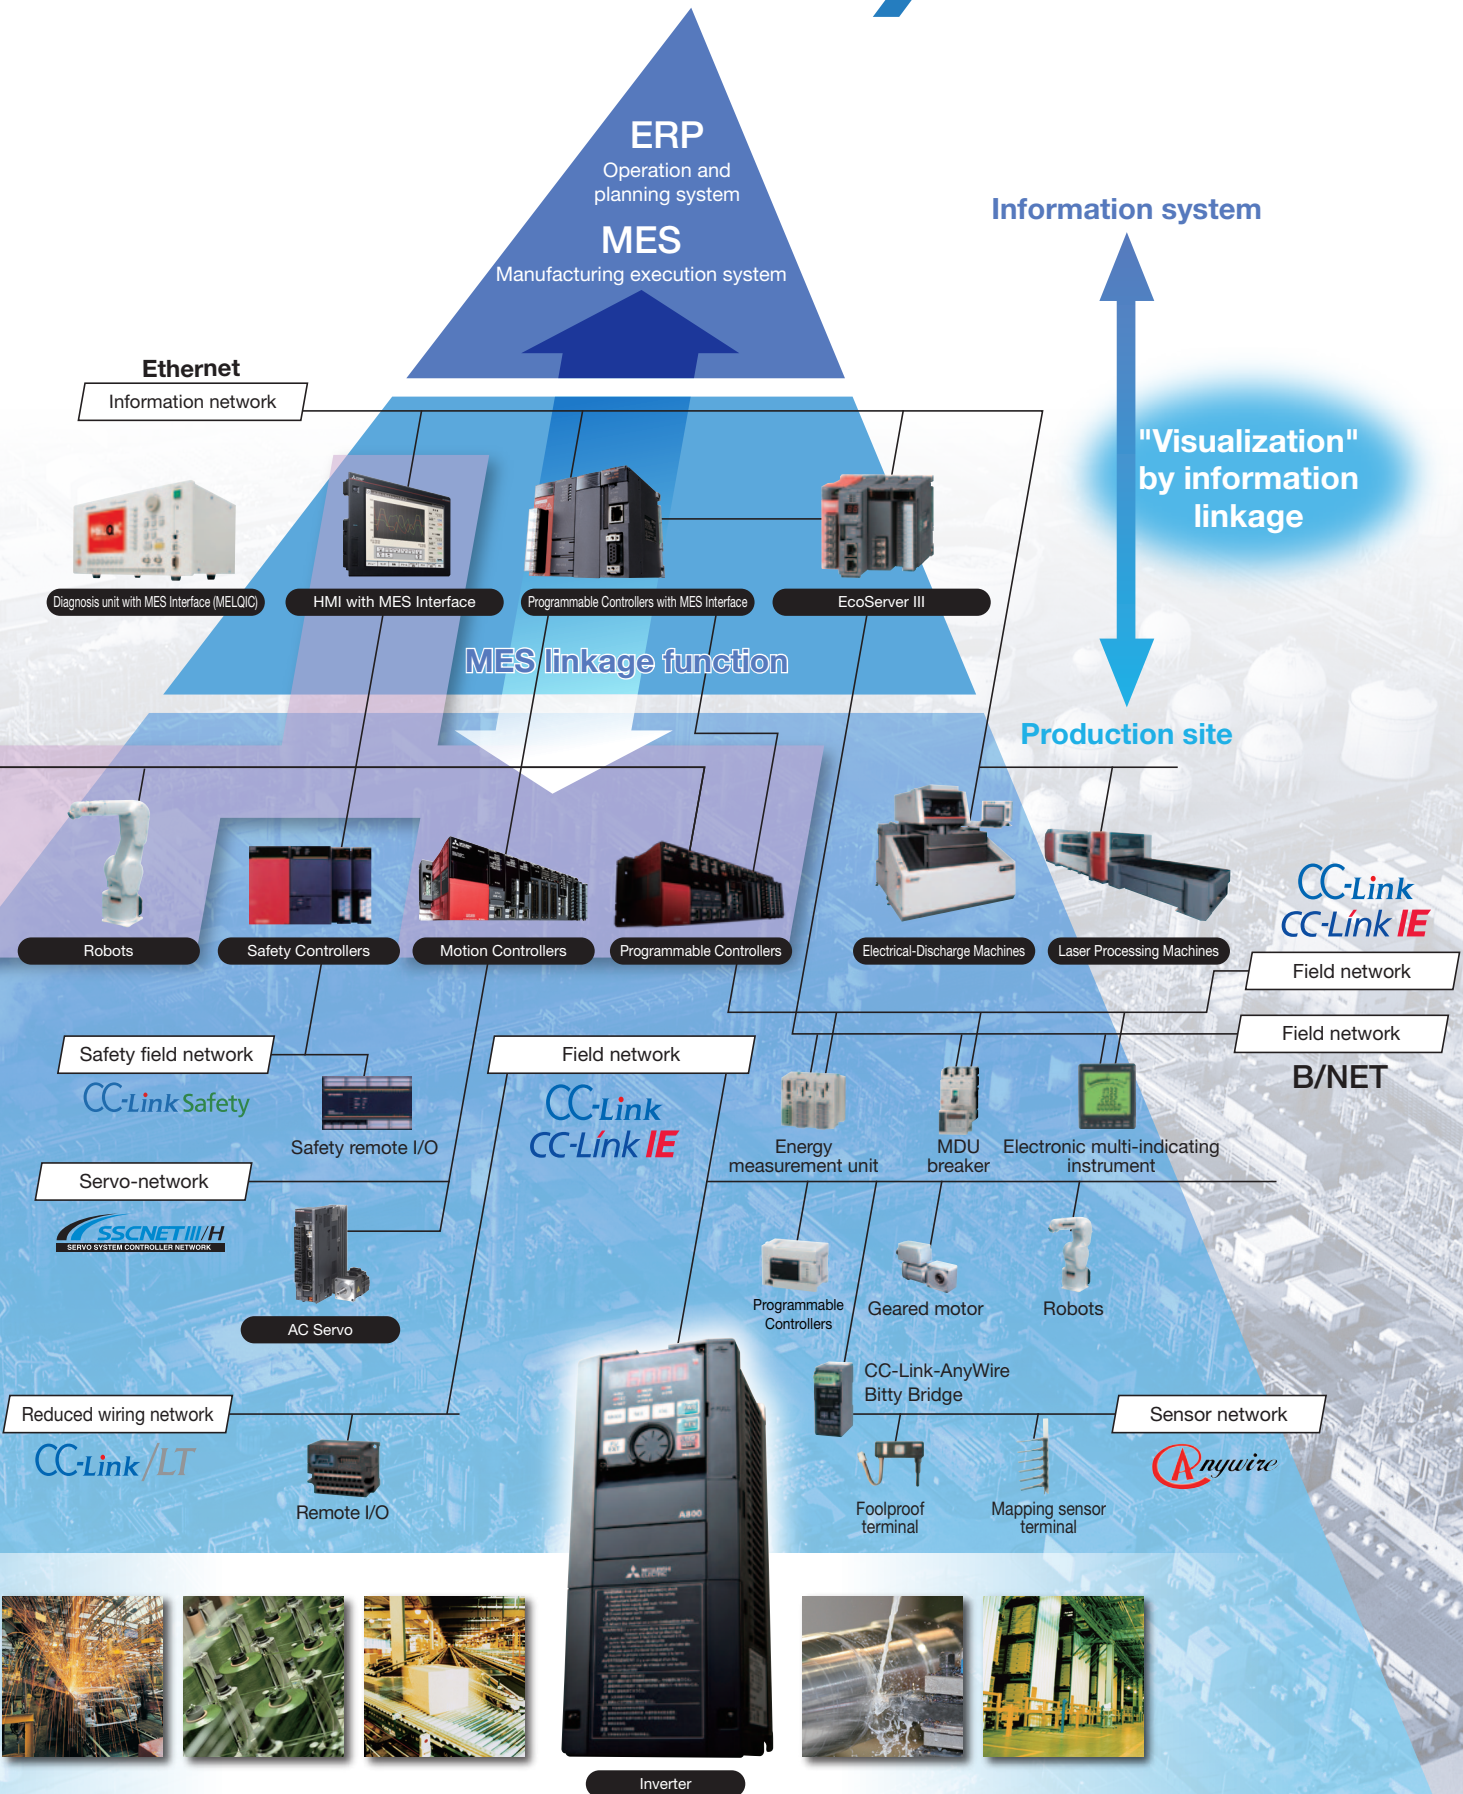 ERP
Operation and
planning system
MES
Manufacturing execution system
Information system
Ethernet
Information network
"Visualization"
by information
linkage
Diagnosis unit with MES Interface (MELQIC)
HMI with MES Interface
Programmable Controllers with MES Interface
EcoServer III
MES linkage function
Production site
Robots
Safety Controllers
Motion Controllers
Programmable Controllers
Electrical-Discharge Machines
Laser Processing Machines
CC-Link
CC-Link IE
Field network
Field network
B/NET
Safety field network
CC-Link Safety
Safety remote I/O
Field network
CC-Link
CC-Link IE
Energy
measurement unit
MDU
breaker
Electronic multi-indicating
instrument
Servo-network
SSCNETIII/H
SERVO SYSTEM CONTROLLER NETWORK
AC Servo
Programmable
Controllers
Geared motor
Robots
CC-Link-AnyWire
Bitty Bridge
Reduced wiring network
CC-Link/LT
Remote I/O
Sensor network
Anywire
Foolproof
terminal
Mapping sensor
terminal
A800
MITSUBISHI
ELECTRIC
Inverter